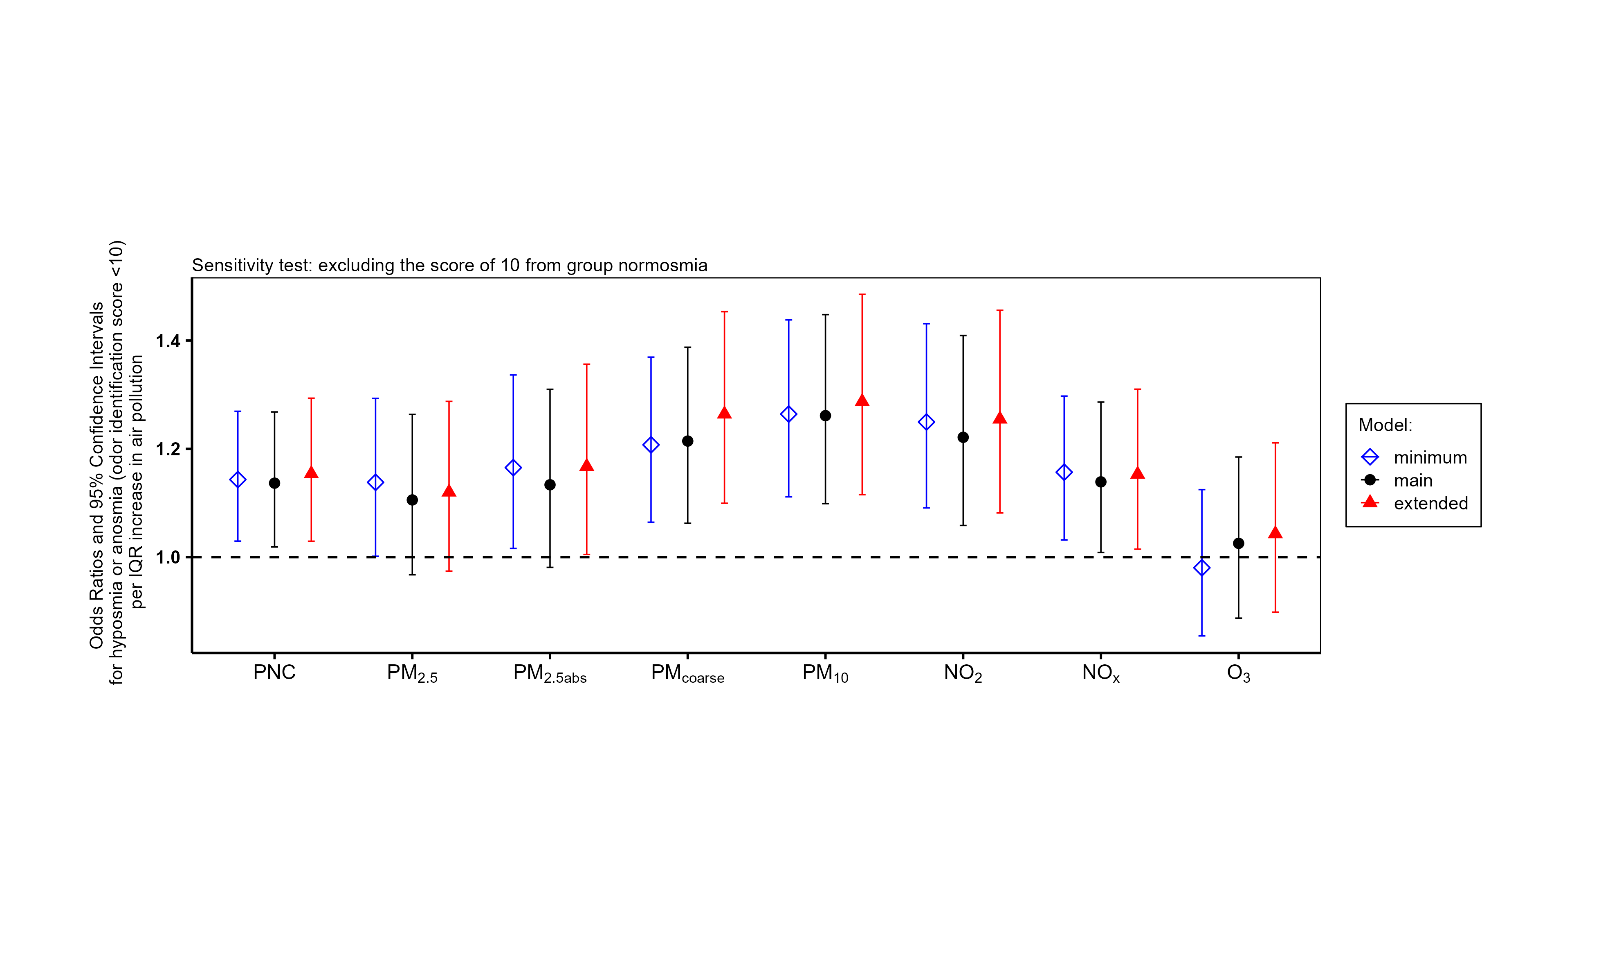 Sensitivity test: excluding the score of 10 from group normosmia
Odds Ratios and 95% Confidence Intervals
for hyposmia or anosmia (odor identification score <10)
per IQR increase in air pollution
1.4
1.2
1.0
PNC
PM2.5
PM2.5abs
PMcoarse
PM10
NO2
NOx
O3
Model:
minimum
main
extended